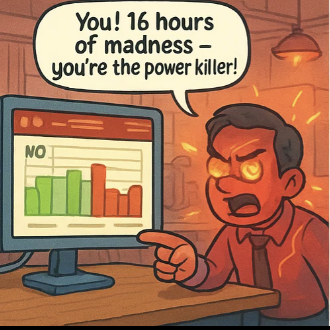 You! 16 hours
of madness –
you're the power killer!
NO